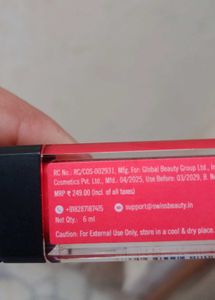 RC No.: RC/COS-002931, Mfg. For: Global Beauty Group Ltd.,
Cosmetics Pvt. Ltd., Mfd.: 04/2025, Use Before: 03/2029, B. No
MRP ₹ 249.00 (Incl. of all taxes)
+918287187415 support@swissbeauty.in
Net Qty.: 6 ml
Caution: For External Use Only, store in a cool & dry place.